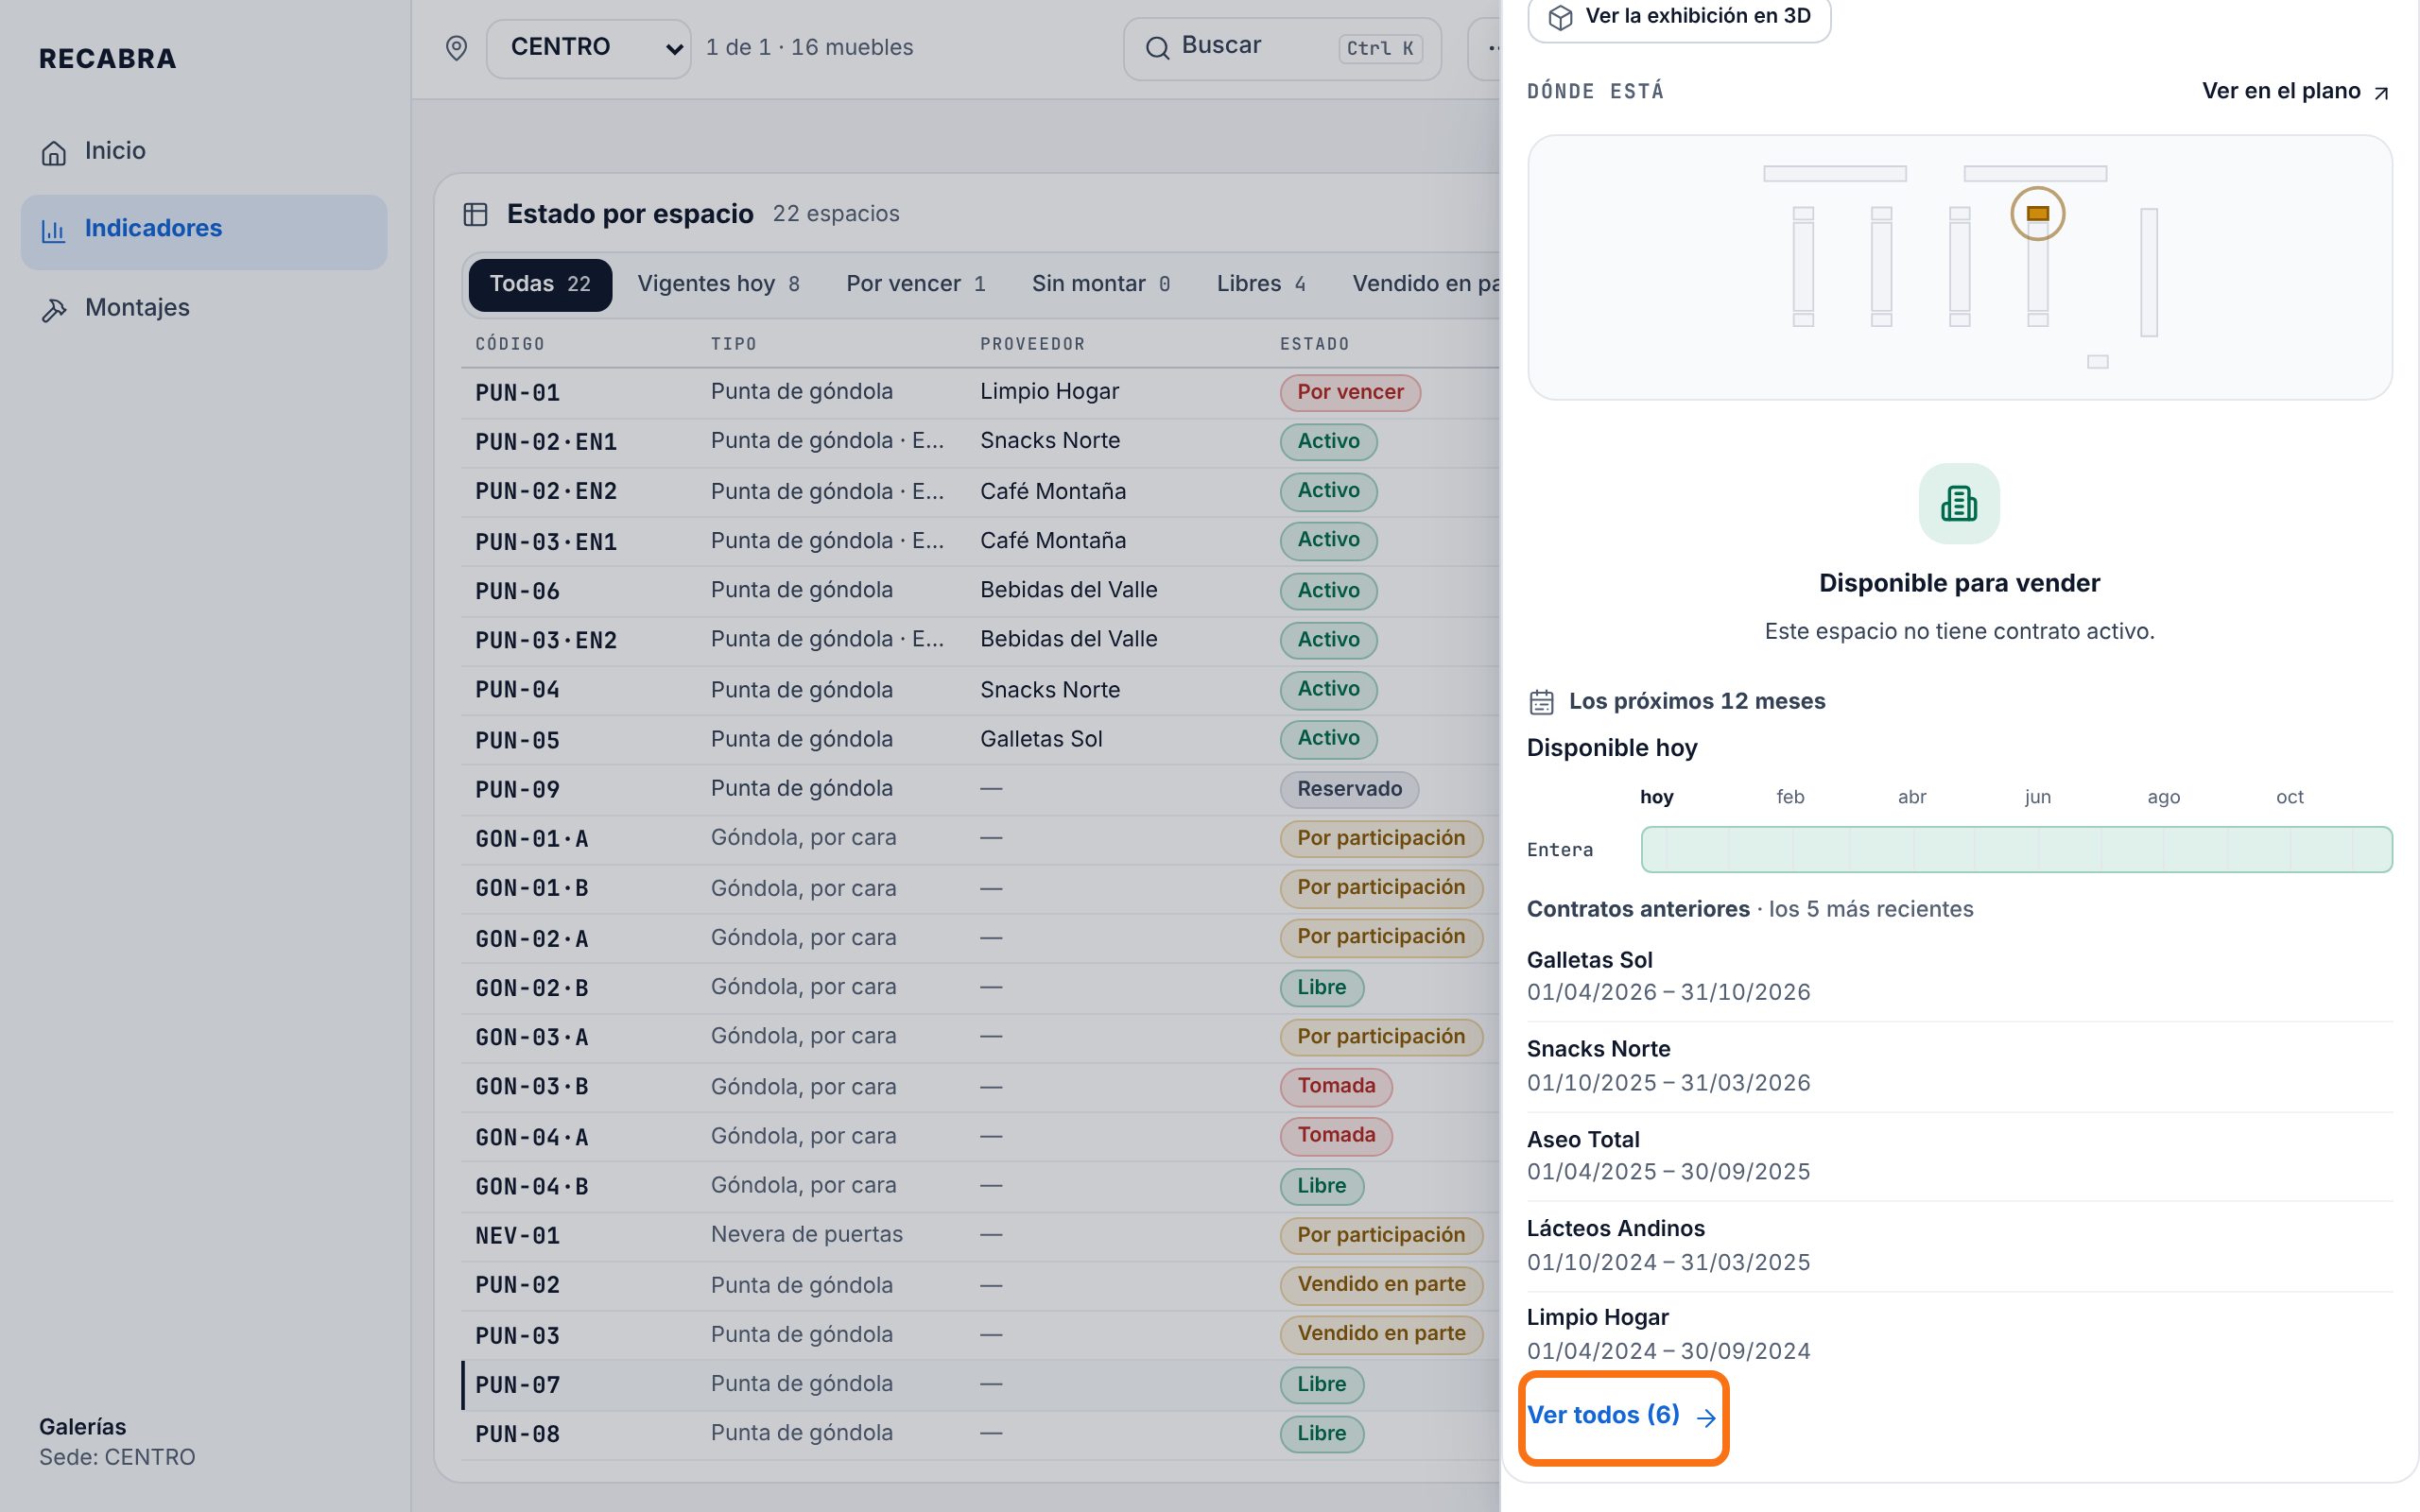 RECABRA
Inicio
Indicadores
Montajes
Galerías
Sede: CENTRO
CENTRO
1 de 1 · 16 muebles
Buscar
Ctrl K
Estado por espacio 22 espacios
Todas 22 Vigentes hoy 8 Por vencer 1 Sin montar 0 Libres 4 Vendido en pa
CÓDIGO TIPO PROVEEDOR ESTADO
PUN-01 Punta de góndola Limpio Hogar Por vencer
PUN-02·EN1 Punta de góndola · E... Snacks Norte Activo
PUN-02·EN2 Punta de góndola · E... Café Montaña Activo
PUN-03·EN1 Punta de góndola · E... Café Montaña Activo
PUN-06 Punta de góndola Bebidas del Valle Activo
PUN-03·EN2 Punta de góndola · E... Bebidas del Valle Activo
PUN-04 Punta de góndola Snacks Norte Activo
PUN-05 Punta de góndola Galletas Sol Activo
PUN-09 Punta de góndola — Reservado
GON-01·A Góndola, por cara — Por participación
GON-01·B Góndola, por cara — Por participación
GON-02·A Góndola, por cara — Por participación
GON-02·B Góndola, por cara — Libre
GON-03·A Góndola, por cara — Por participación
GON-03·B Góndola, por cara — Tomada
GON-04·A Góndola, por cara — Tomada
GON-04·B Góndola, por cara — Libre
NEV-01 Nevera de puertas — Por participación
PUN-02 Punta de góndola — Vendido en parte
PUN-03 Punta de góndola — Vendido en parte
PUN-07 Punta de góndola — Libre
PUN-08 Punta de góndola — Libre
Ver la exhibición en 3D
DÓNDE ESTÁ
Ver en el plano
Disponible para vender
Este espacio no tiene contrato activo.
Los próximos 12 meses
Disponible hoy
hoy feb abr jun ago oct
Entera
Contratos anteriores · los 5 más recientes
Galletas Sol
01/04/2026 – 31/10/2026
Snacks Norte
01/10/2025 – 31/03/2026
Aseo Total
01/04/2025 – 30/09/2025
Lácteos Andinos
01/10/2024 – 31/03/2025
Limpio Hogar
01/04/2024 – 30/09/2024
Ver todos (6)